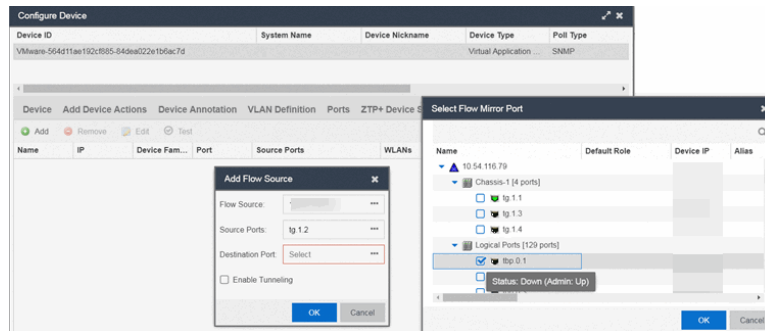 Configure Device
Device ID System Name Device Nickname Device Type Poll Type
VMware-564d11ae192cf885-84dea022e1b6ac7d Virtual Application ... SNMP
Device Add Device Actions Device Annotation VLAN Definition Ports ZTP+ Device S
Add Remove Edit Test
Name IP Device Fam... Port Source Ports WLANs
Add Flow Source
Flow Source:
Source Ports: tg.1.2
Destination Port: Select
Enable Tunneling
OK Cancel
Select Flow Mirror Port
Name Default Role Device IP Alias
10.54.116.79
Chassis-1 [4 ports]
tg.1.1
tg.1.3
tg.1.4
Logical Ports [129 ports]
tbp.0.1
Status: Down (Admin: Up)
OK Cancel